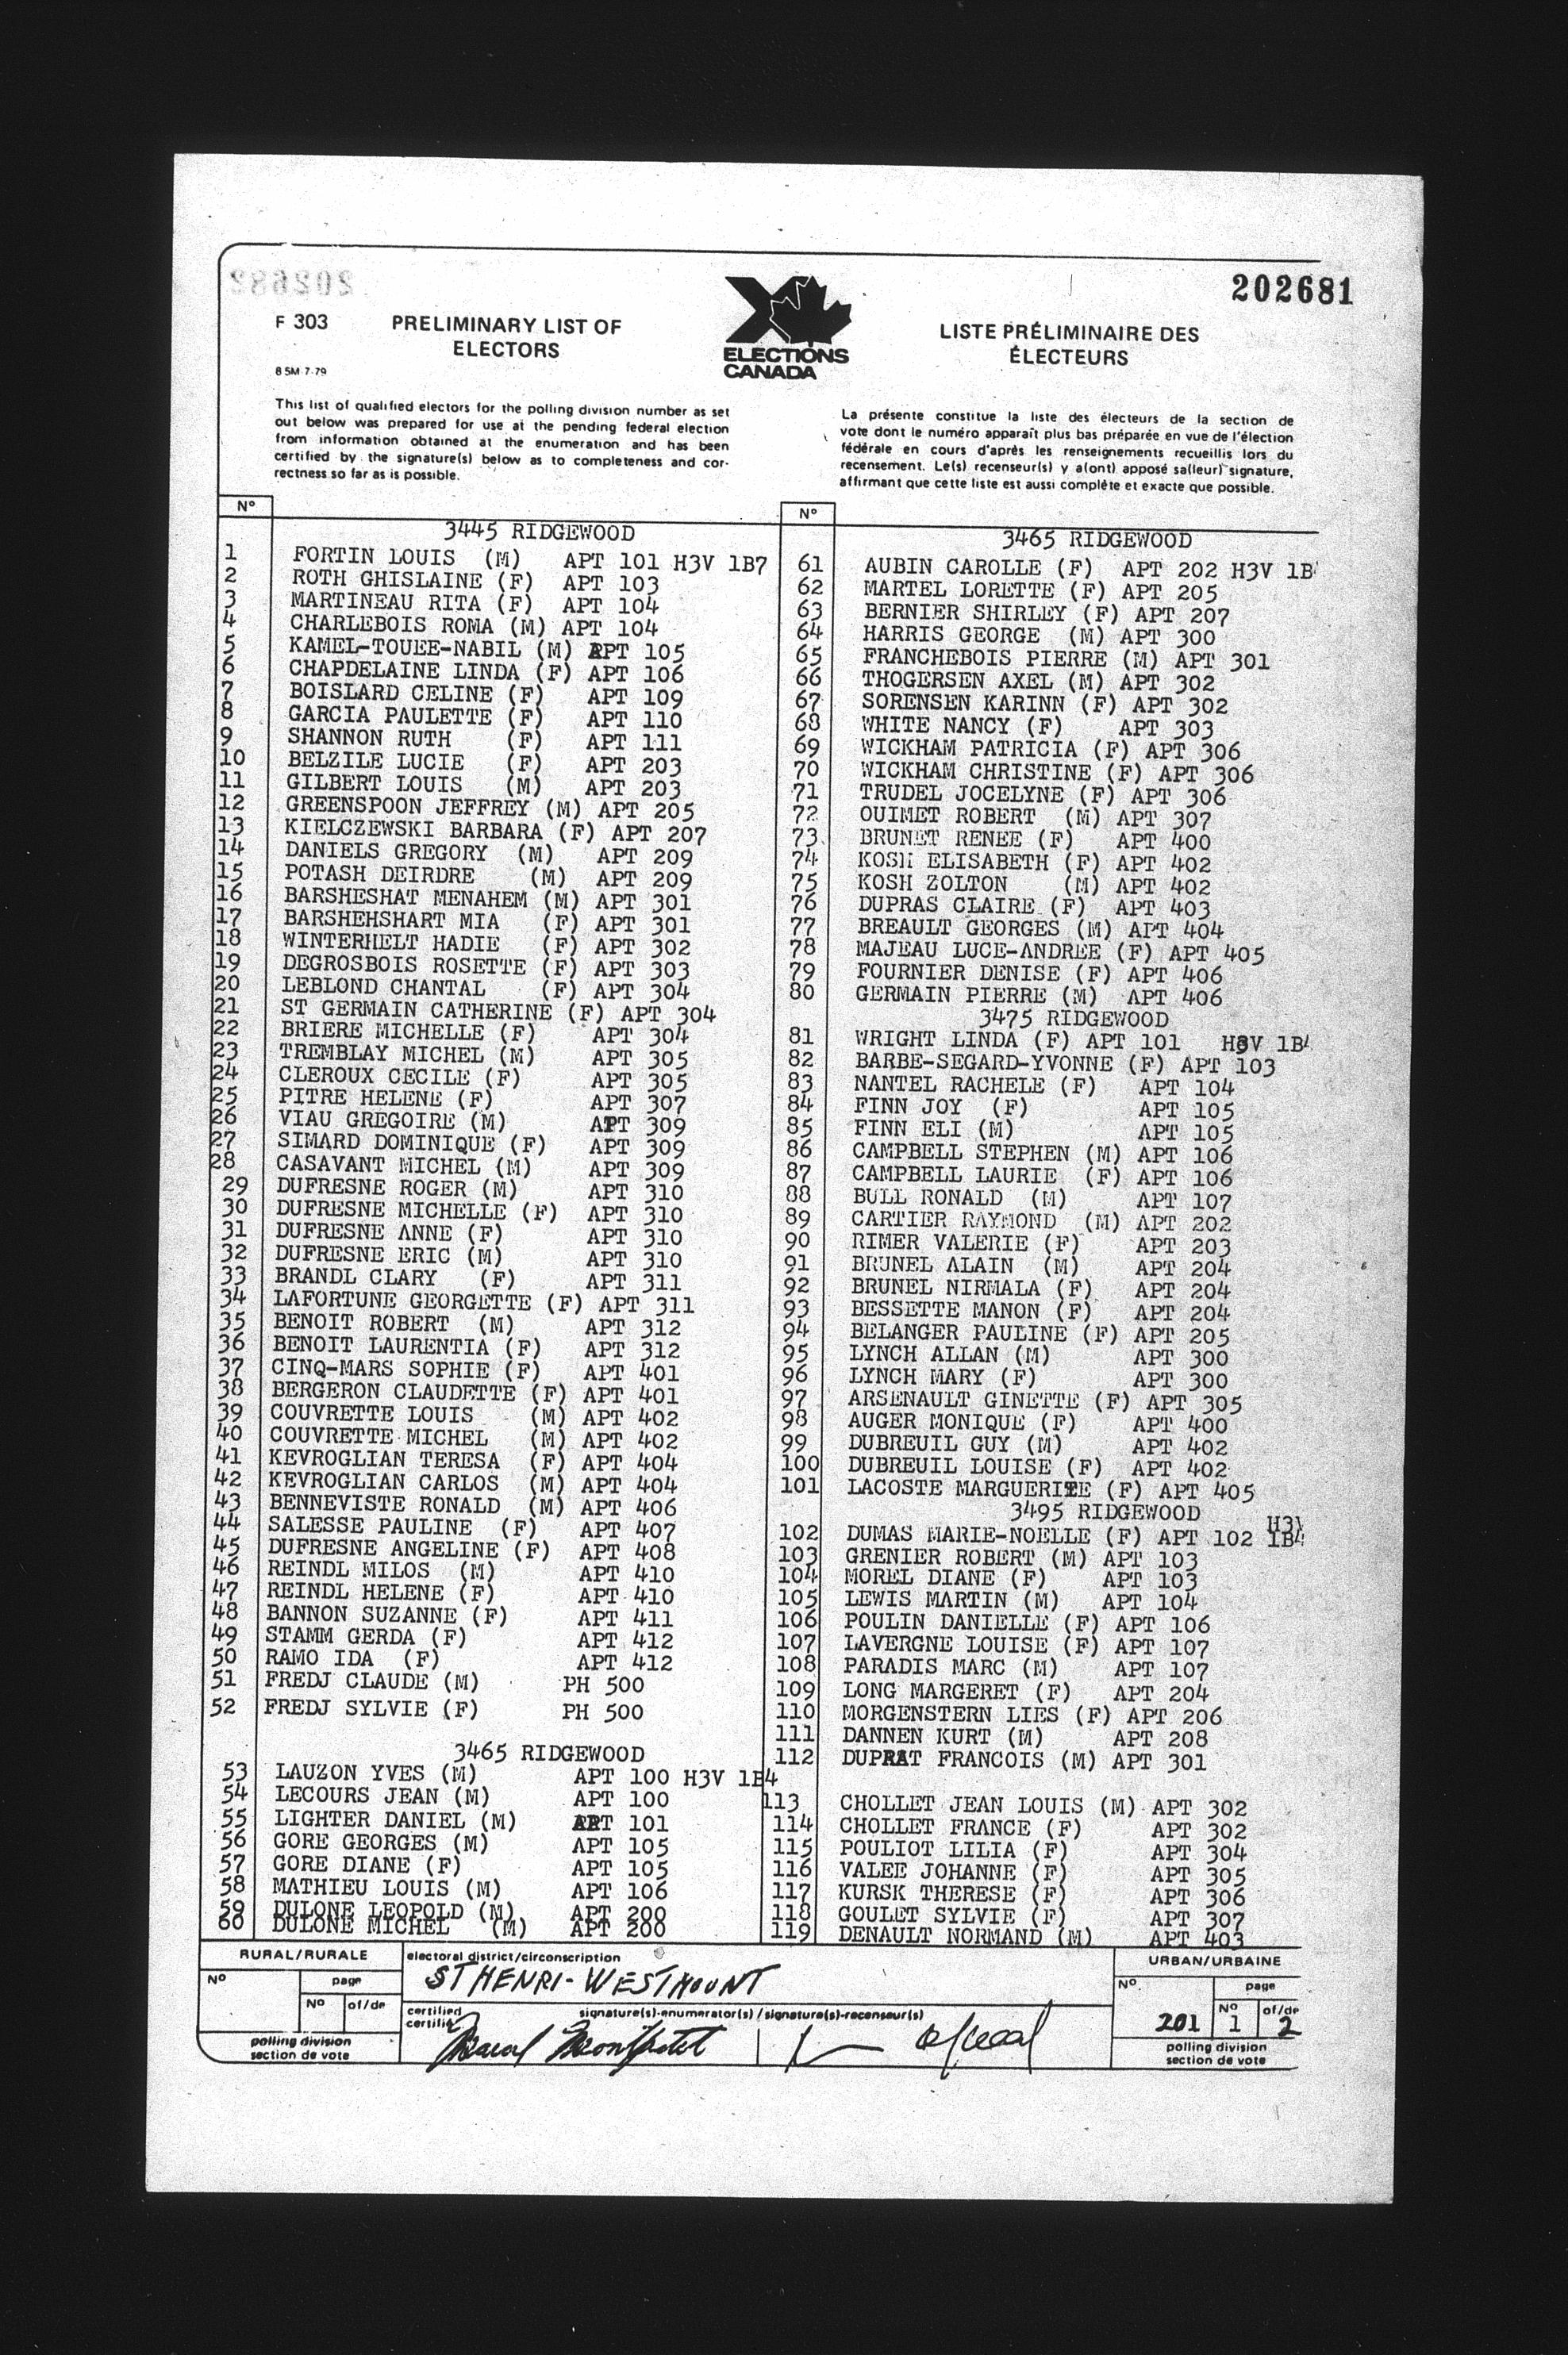 202681
F 303
PRELIMINARY LIST OF
ELECTORS
8 5M-7-79
ELECTIONS
CANADA
LISTE PRÉLIMINAIRE DES
ÉLECTEURS
This list of qualified electors for the polling division number as set
out below was prepared for use at the pending federal election
from information obtained at the enumeration and has been
certified by the signature(s) below as to completeness and cor-
rectness so far as is possible.
La présente constitue la liste des électeurs de la section de
vote dont le numéro apparaît plus bas préparée en vue de l'élection
fédérale en cours d'après les renseignements recueillis lors du
recensement. Le(s) recenseur(s) y a(ont) apposé sa(leur) signature,
affirmant que cette liste est aussi complète et exacte que possible.
Nº
3445 RIDGEWOOD
1 FORTIN LOUIS (M) APT 101 H3V 1B7
2 ROTH GHISLAINE (F) APT 103
3 MARTINEAU RITA (F) APT 104
4 CHARLEBOIS ROMA (M) APT 104
5 KAMEL-TOUEE-NABIL (M) APT 105
6 CHAPDELAINE LINDA (F) APT 106
7 BOISLARD CELINE (F) APT 109
8 GARCIA PAULETTE (F) APT 110
9 SHANNON RUTH (F) APT 111
10 BELZILE LUCIE (F) APT 203
11 GILBERT LOUIS (M) APT 203
12 GREENSPOON JEFFREY (M) APT 205
13 KIELCZEWSKI BARBARA (F) APT 207
14 DANIELS GREGORY (M) APT 209
15 POTASH DEIRDRE (M) APT 209
16 BARSHESHAT MENAHEM (M) APT 301
17 BARSHEHSHART MIA (F) APT 301
18 WINTERHELT HADIE (F) APT 302
19 DEGROSBOIS ROSETTE (F) APT 303
20 LEBLOND CHANTAL (F) APT 304
21 ST GERMAIN CATHERINE (F) APT 304
22 BRIERE MICHELLE (F) APT 304
23 TREMBLAY MICHEL (M) APT 305
24 CLEROUX CECILE (F) APT 305
25 PITRE HELENE (F) APT 307
26 VIAU GREGOIRE (M) APT 309
27 SIMARD DOMINIQUE (F) APT 309
28 CASAVANT MICHEL (M) APT 309
29 DUFRESNE ROGER (M) APT 310
30 DUFRESNE MICHELLE (F) APT 310
31 DUFRESNE ANNE (F) APT 310
32 DUFRESNE ERIC (M) APT 310
33 BRANDL CLARY (F) APT 311
34 LAFORTUNE GEORGETTE (F) APT 311
35 BENOIT ROBERT (M) APT 312
36 BENOIT LAURENTIA (F) APT 312
37 CINQ-MARS SOPHIE (F) APT 401
38 BERGERON CLAUDETTE (F) APT 401
39 COUVRETTE LOUIS (M) APT 402
40 COUVRETTE MICHEL (M) APT 402
41 KEVROGLIAN TERESA (F) APT 404
42 KEVROGLIAN CARLOS (M) APT 404
43 BENNEVISTE RONALD (M) APT 406
44 SALESSE PAULINE (F) APT 407
45 DUFRESNE ANGELINE (F) APT 408
46 REINDL MILOS (M) APT 410
47 REINDL HELENE (F) APT 410
48 BANNON SUZANNE (F) APT 411
49 STAMM GERDA (F) APT 412
50 RAMO IDA (F) APT 412
51 FREDJ CLAUDE (M) PH 500
52 FREDJ SYLVIE (F) PH 500
3465 RIDGEWOOD
53 LAUZON YVES (M) APT 100 H3V 1B4
54 LECOURS JEAN (M) APT 100
55 LIGHTER DANIEL (M) APT 101
56 GORE GEORGES (M) APT 105
57 GORE DIANE (F) APT 105
58 MATHIEU LOUIS (M) APT 106
59 DULONE LEOPOLD (M) APT 200
60 DULONE MICHEL (M) APT 200
Nº
3465 RIDGEWOOD
61 AUBIN CAROLLE (F) APT 202 H3V 1B
62 MARTEL LORETTE (F) APT 205
63 BERNIER SHIRLEY (F) APT 207
64 HARRIS GEORGE (M) APT 300
65 FRANCHEBOIS PIERRE (M) APT 301
66 THOGERSEN AXEL (M) APT 302
67 SORENSEN KARINN (F) APT 302
68 WHITE NANCY (F) APT 303
69 WICKHAM PATRICIA (F) APT 306
70 WICKHAM CHRISTINE (F) APT 306
71 TRUDEL JOCELYNE (F) APT 306
72 OUIMET ROBERT (M) APT 307
73 BRUNET RENEE (F) APT 400
74 KOSH ELISABETH (F) APT 402
75 KOSH ZOLTON (M) APT 402
76 DUPRAS CLAIRE (F) APT 403
77 BREAULT GEORGES (M) APT 404
78 MAJEAU LUCE-ANDREE (F) APT 405
79 FOURNIER DENISE (F) APT 406
80 GERMAIN PIERRE (M) APT 406
3475 RIDGEWOOD
81 WRIGHT LINDA (F) APT 101 H3V 1B4
82 BARBE-SEGARD-YVONNE (F) APT 103
83 NANTEL RACHELE (F) APT 104
84 FINN JOY (F) APT 105
85 FINN ELI (M) APT 105
86 CAMPBELL STEPHEN (M) APT 106
87 CAMPBELL LAURIE (F) APT 106
88 BULL RONALD (M) APT 107
89 CARTIER RAYMOND (M) APT 202
90 RIMER VALERIE (F) APT 203
91 BRUNEL ALAIN (M) APT 204
92 BRUNEL NIRMALA (F) APT 204
93 BESSETTE MANON (F) APT 204
94 BELANGER PAULINE (F) APT 205
95 LYNCH ALLAN (M) APT 300
96 LYNCH MARY (F) APT 300
97 ARSENAULT GINETTE (F) APT 305
98 AUGER MONIQUE (F) APT 400
99 DUBREUIL GUY (M) APT 402
100 DUBREUIL LOUISE (F) APT 402
101 LACOSTE MARGUERITE (F) APT 405
3495 RIDGEWOOD
102 DUMAS MARIE-NOELLE (F) APT 102 H3V 1B4
103 GRENIER ROBERT (M) APT 103
104 MOREL DIANE (F) APT 103
105 LEWIS MARTIN (M) APT 104
106 POULIN DANIELLE (F) APT 106
107 LAVERGNE LOUISE (F) APT 107
108 PARADIS MARC (M) APT 107
109 LONG MARGERET (F) APT 204
110 MORGENSTERN LIES (F) APT 206
111 DANNEN KURT (M) APT 208
112 FRANCOIS (M) APT 301
113 CHOLLET JEAN LOUIS (M) APT 302
114 CHOLLET FRANCE (F) APT 302
115 POULIOT LILIA (F) APT 304
116 VALEE JOHANNE (F) APT 305
117 KURSK THERESE (F) APT 306
118 GOULET SYLVIE (F) APT 307
119 DENAULT NORMAND (M) APT 403
RURAL/RURALE
Nº
page
Nº of/de
polling division
section de vote
electoral district/circonscription
ST HENRI-WESTMOUNT
certified
certifié
signature(s)-enumerator(s)/signature(s)-recenseur(s)
URBAN/URBAINE
Nº
page
201
Nº
1
of/de
2
polling division
section de vote